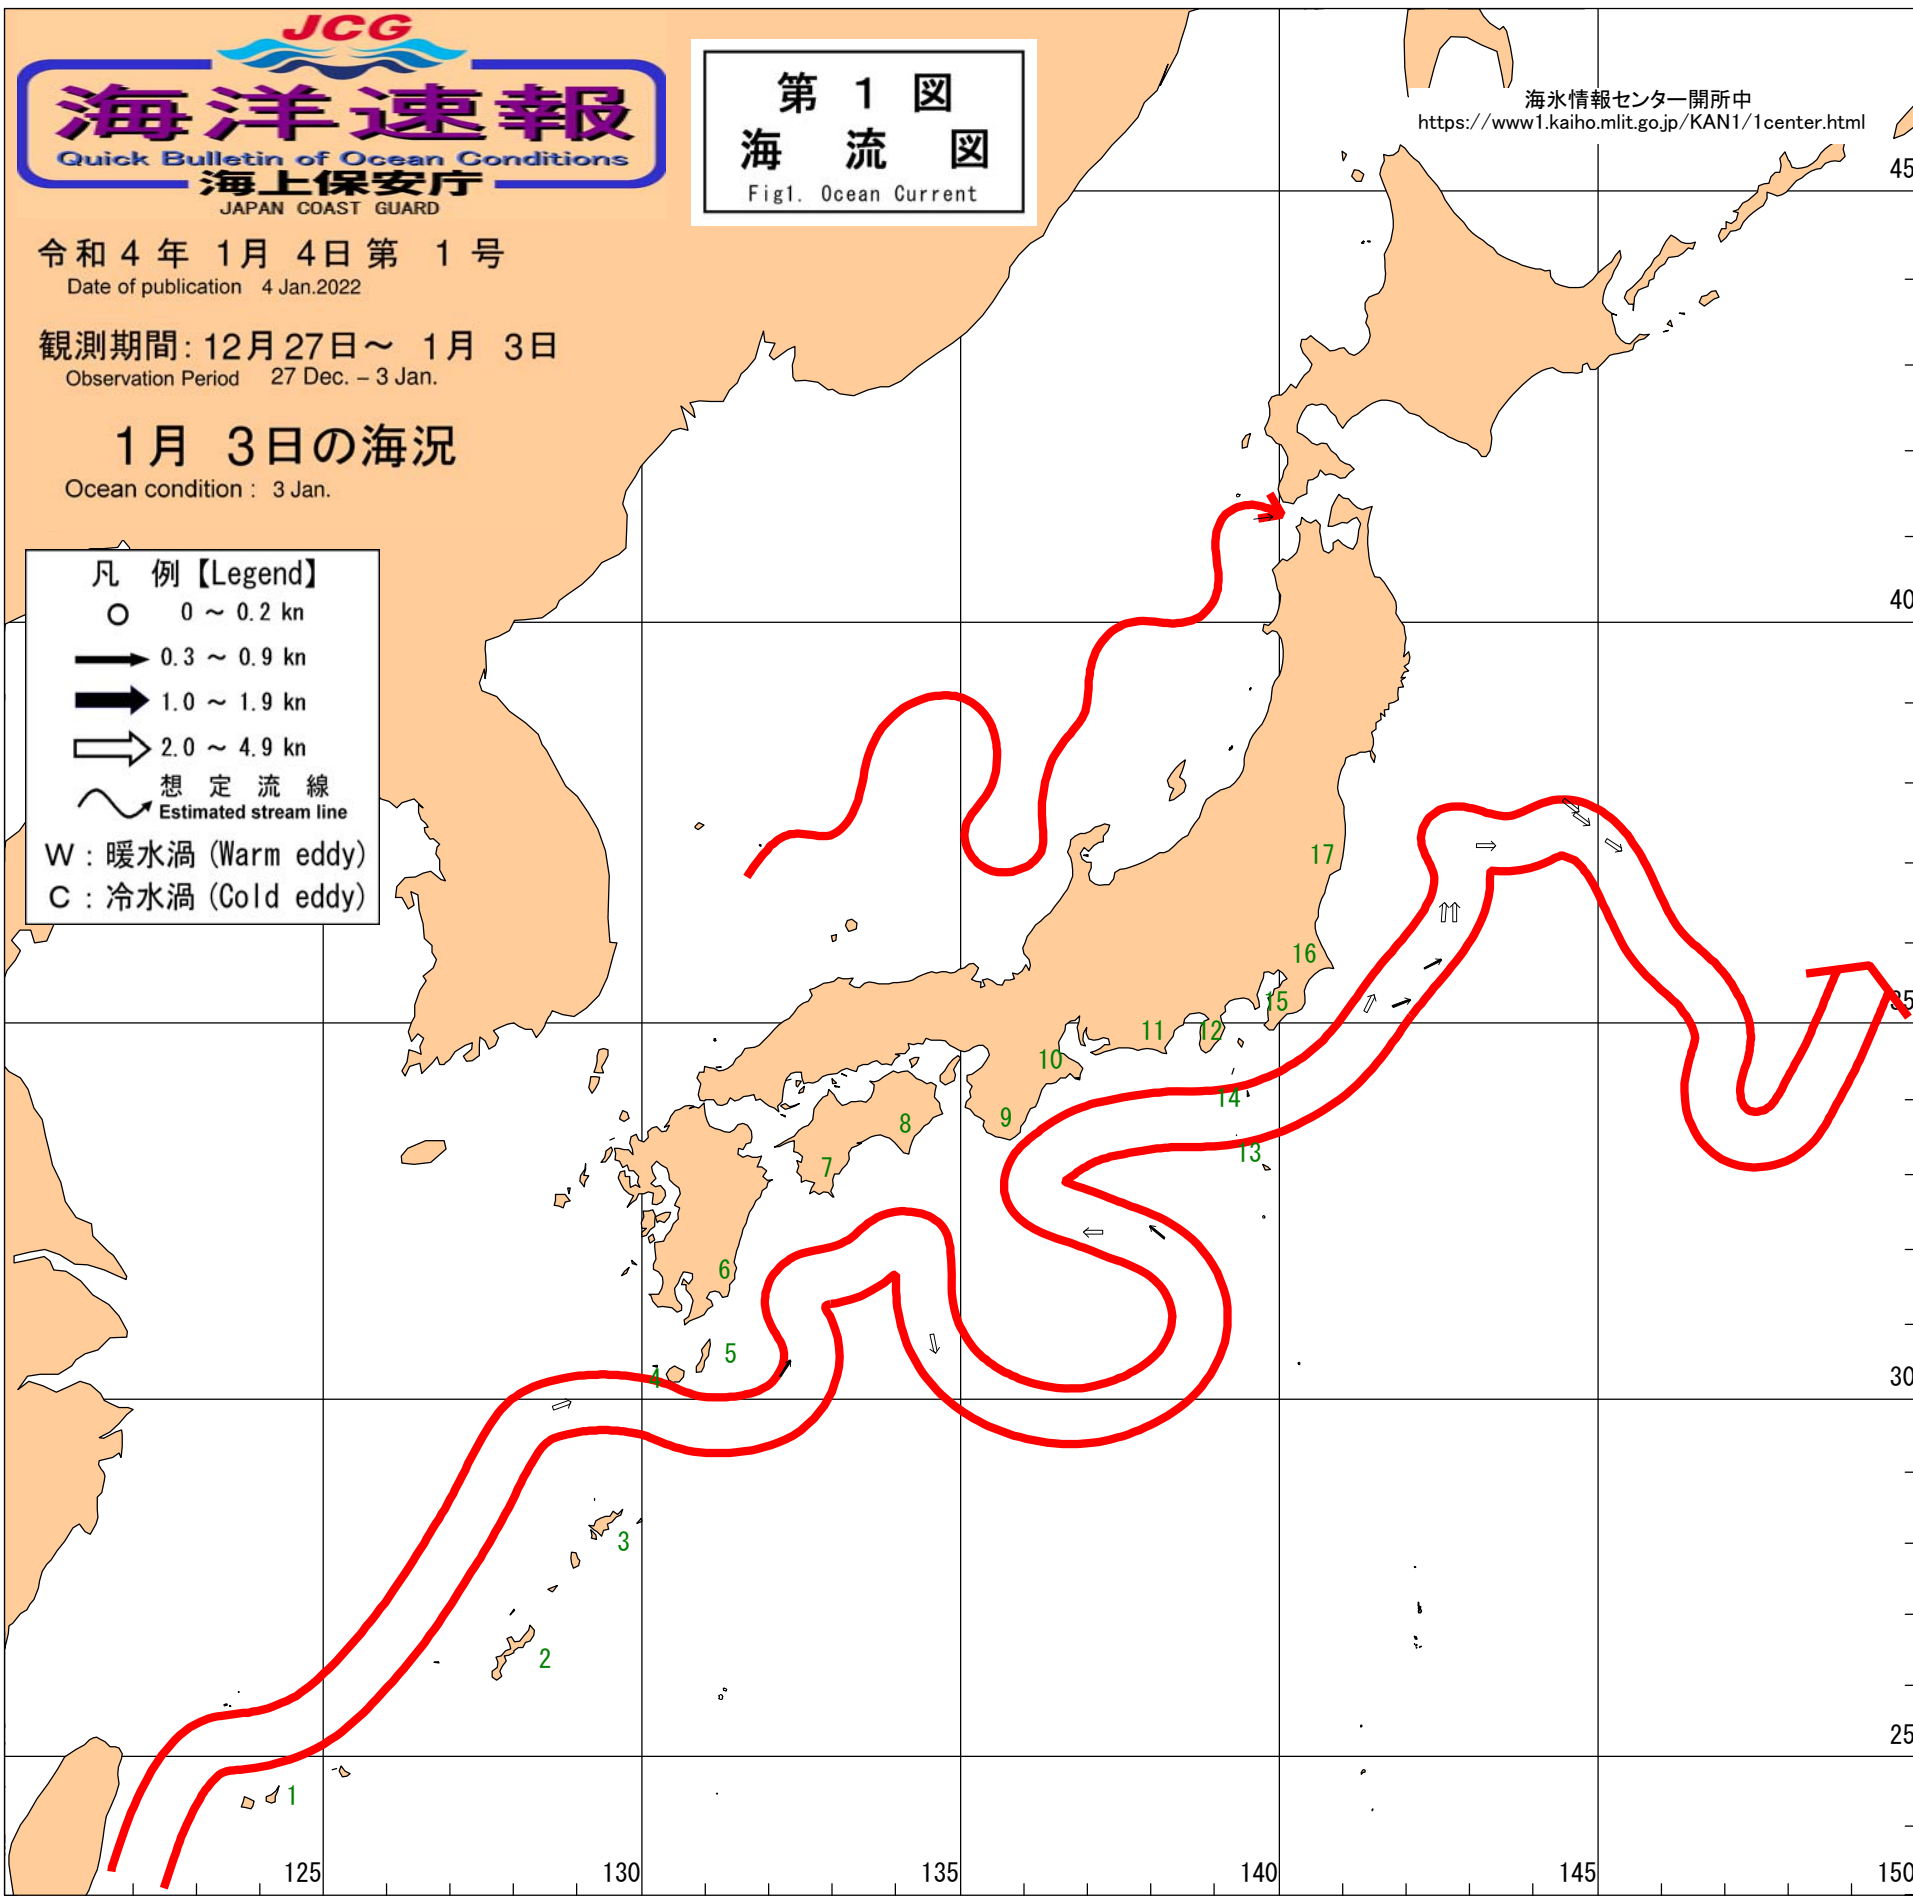 JCG
海洋速報
Quick Bulletin of Ocean Conditions
海上保安庁
JAPAN COAST GUARD
第 1 図
海 流 図
Fig1. Ocean Current
海氷情報センター開所中
https://www1.kaiho.mlit.go.jp/KAN1/1center.html
令和 4 年 1月 4日 第 1 号
Date of publication 4 Jan.2022
観測期間: 12月 27日～ 1月 3日
Observation Period 27 Dec. – 3 Jan.
1月 3日の海況
Ocean condition : 3 Jan.
凡 例【Legend】
0 ～ 0.2 kn
0.3 ～ 0.9 kn
1.0 ～ 1.9 kn
2.0 ～ 4.9 kn
想 定 流 線
Estimated stream line
W : 暖水渦 (Warm eddy)
C : 冷水渦 (Cold eddy)
45
40
35
30
25
17
16
15
12
11
10
14
13
9
8
7
6
5
4
3
2
1
125
130
135
140
145
150